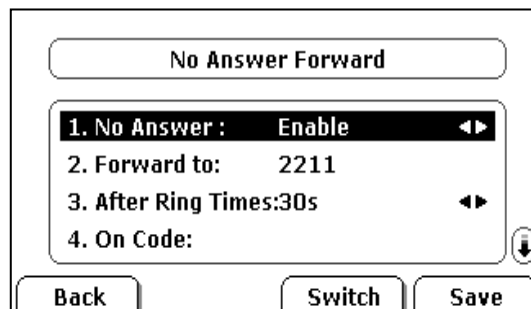 No Answer Forward
1. No Answer : Enable
2. Forward to: 2211
3. After Ring Times:30s
4. On Code:
Back Switch Save